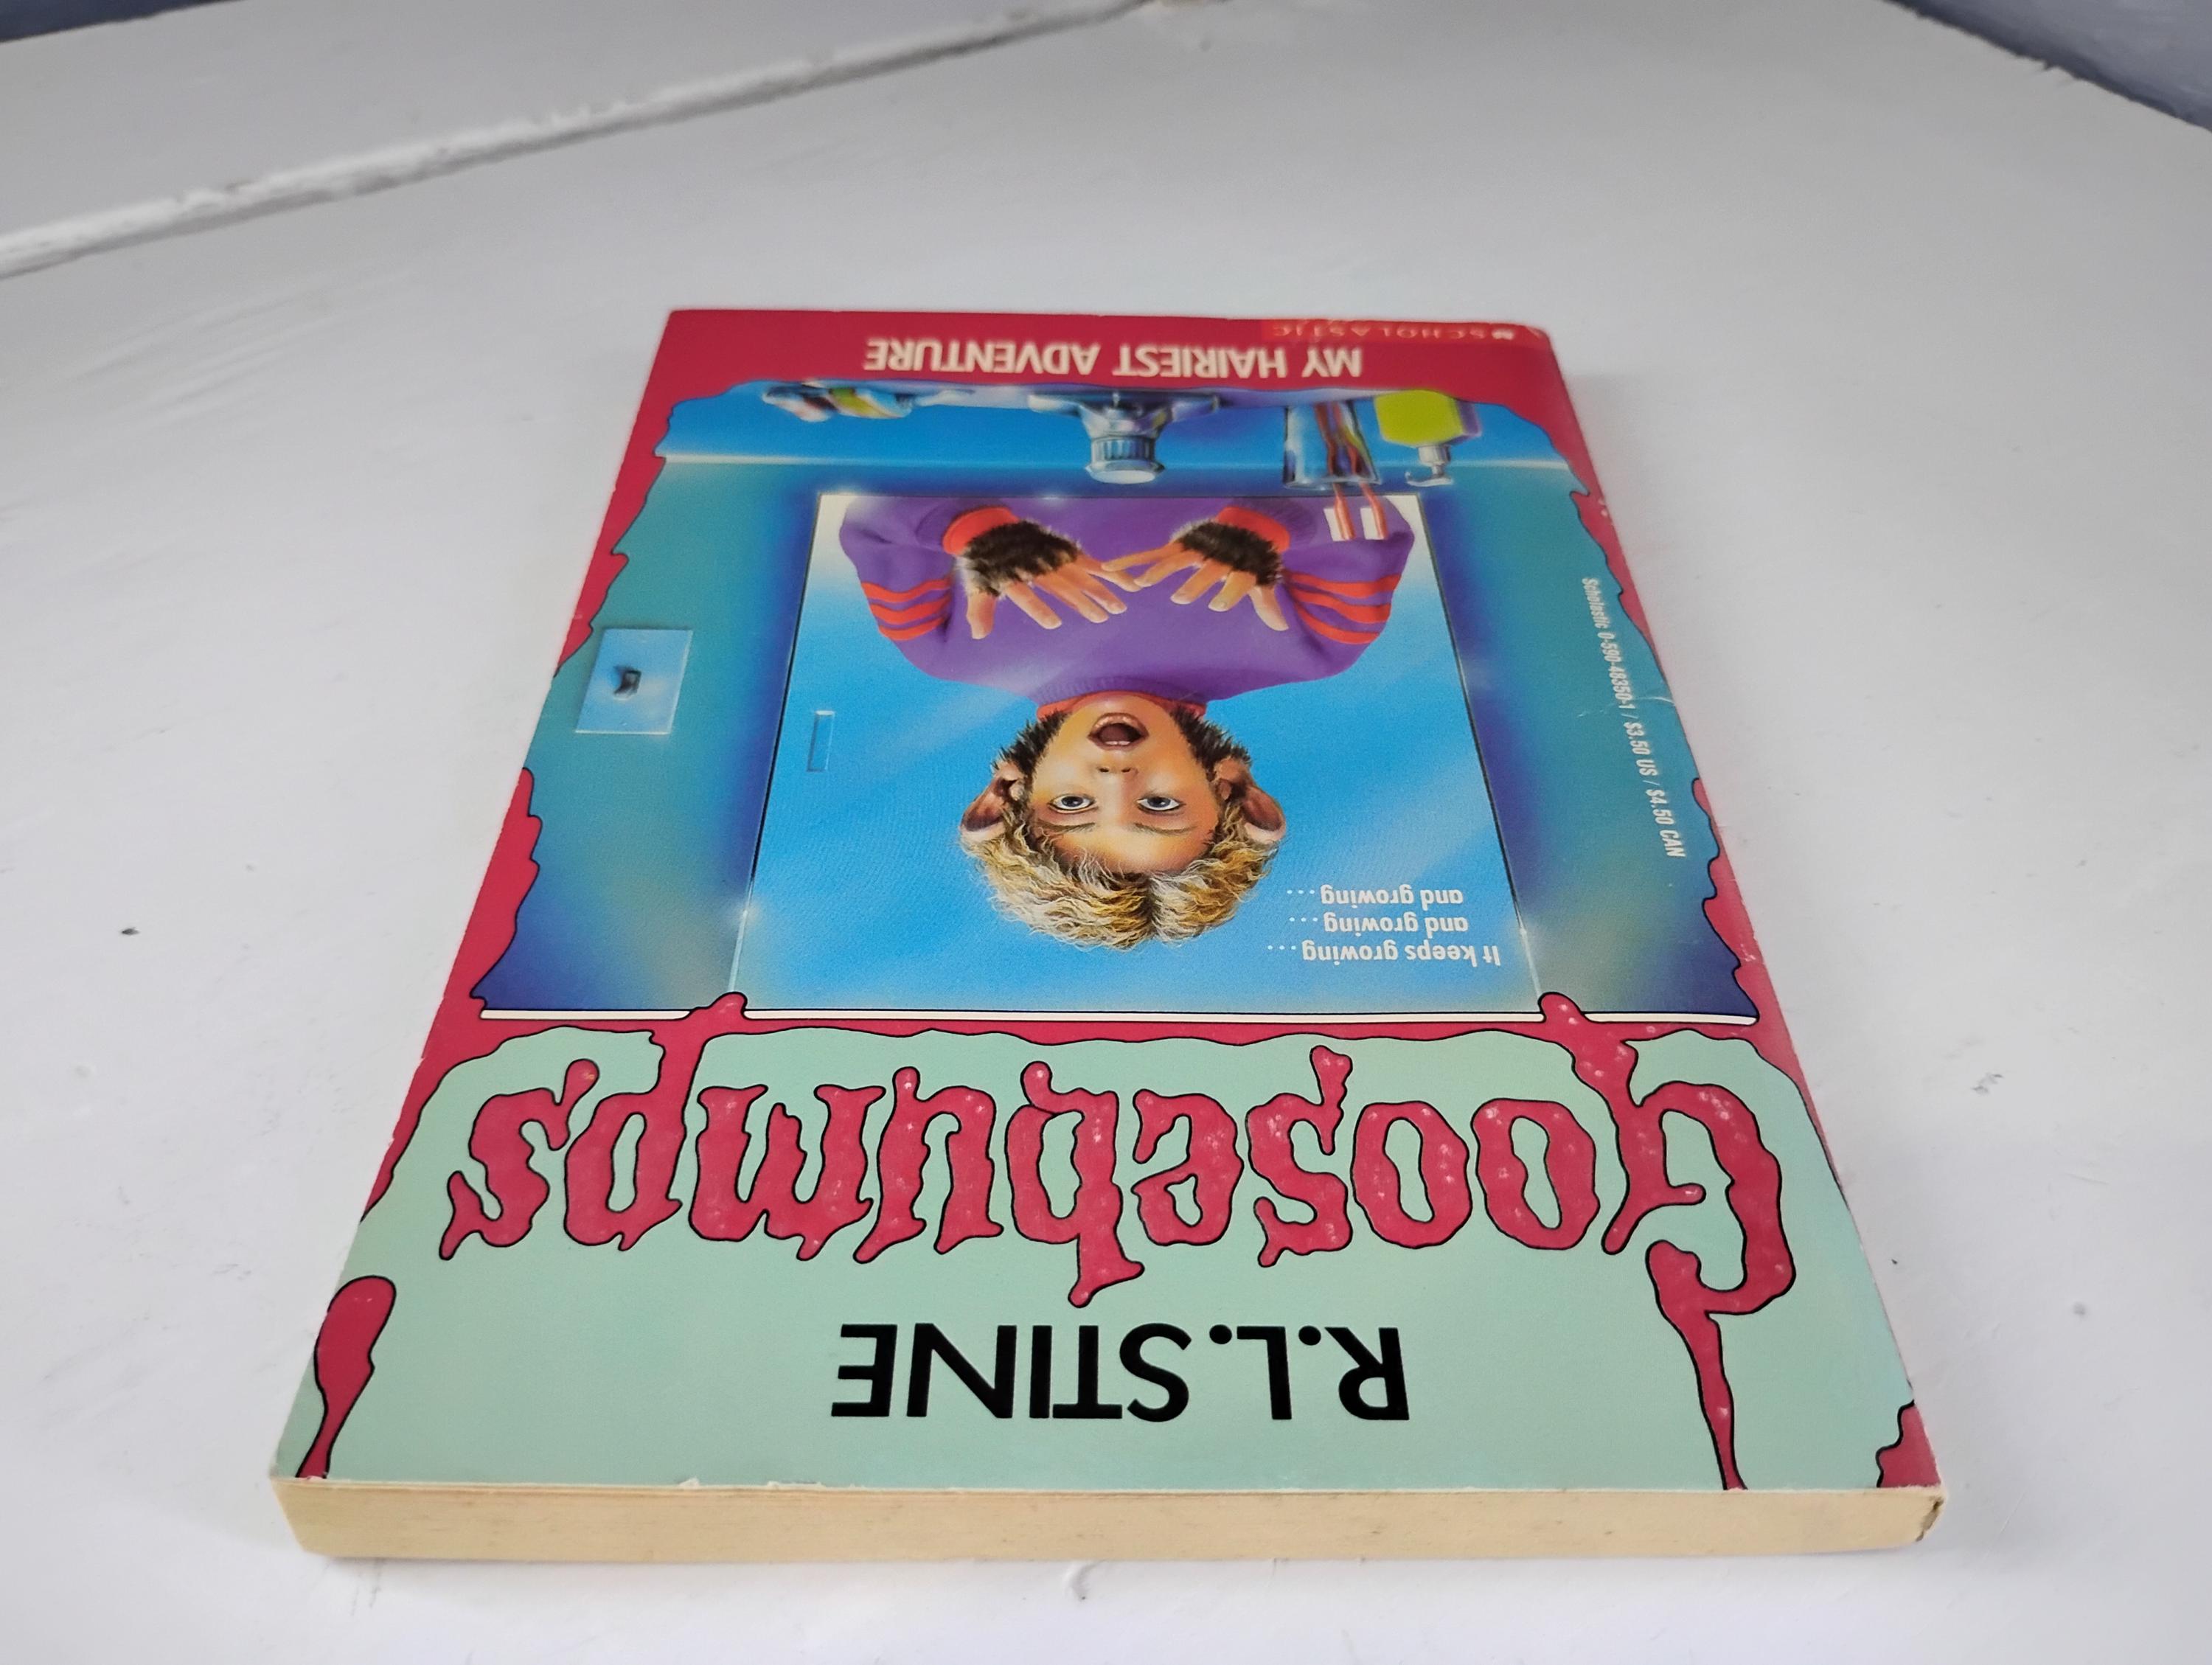 R.L. STINE
Goosebumps
It keeps growing...
and growing...
and growing...
Scholastic 0-590-48350-1 / $3.50 US / $4.50 CAN
MY HAIRIEST ADVENTURE
SCHOLASTIC